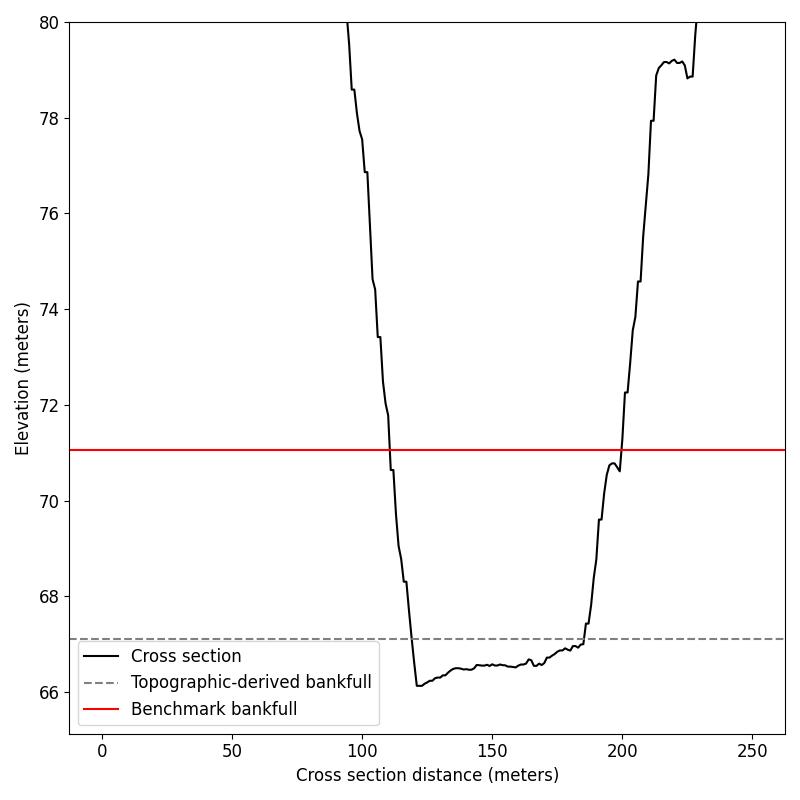 80
78
76
74
72
70
68
66
Elevation (meters)
Cross section
Topographic-derived bankfull
Benchmark bankfull
0 50 100 150 200 250
Cross section distance (meters)